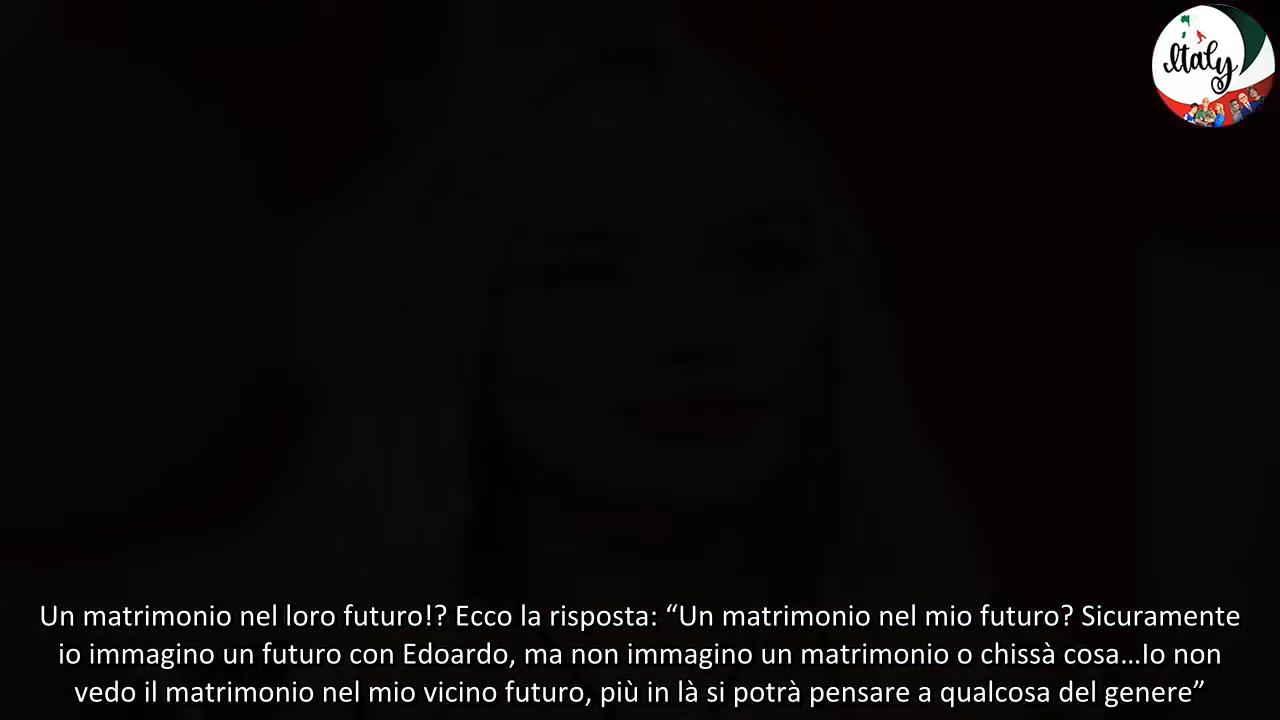 Italy
Un matrimonio nel loro futuro!? Ecco la risposta: “Un matrimonio nel mio futuro? Sicuramente
io immagino un futuro con Edoardo, ma non immagino un matrimonio o chissà cosa…Io non
vedo il matrimonio nel mio vicino futuro, più in là si potrà pensare a qualcosa del genere”